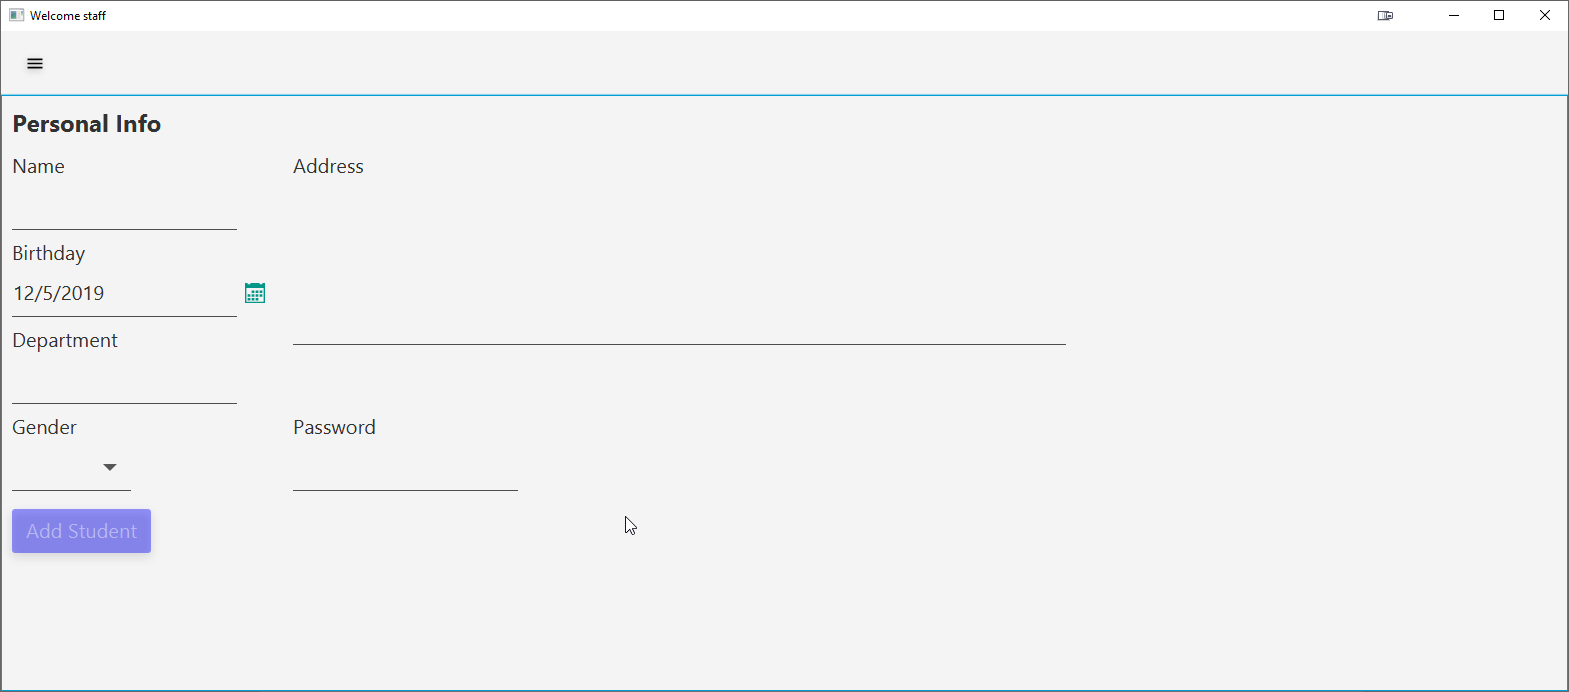 Welcome staff
Personal Info
Name
Address
Birthday
12/5/2019
Department
Gender
Password
Add Student